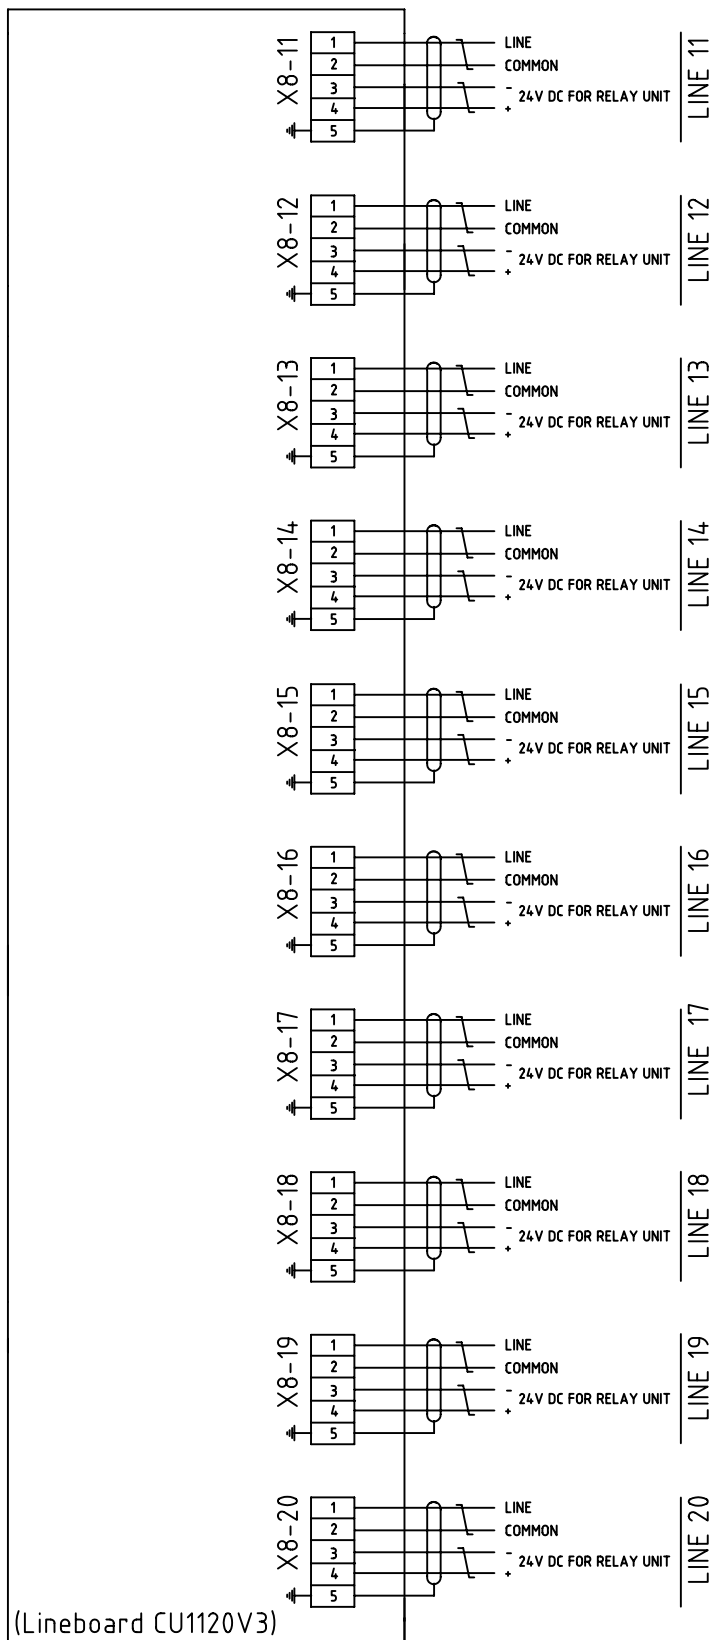 X8-11
1
2
3
4
5
LINE
COMMON
-
+
24V DC FOR RELAY UNIT
LINE 11
X8-12
1
2
3
4
5
LINE
COMMON
-
+
24V DC FOR RELAY UNIT
LINE 12
X8-13
1
2
3
4
5
LINE
COMMON
-
+
24V DC FOR RELAY UNIT
LINE 13
X8-14
1
2
3
4
5
LINE
COMMON
-
+
24V DC FOR RELAY UNIT
LINE 14
X8-15
1
2
3
4
5
LINE
COMMON
-
+
24V DC FOR RELAY UNIT
LINE 15
X8-16
1
2
3
4
5
LINE
COMMON
-
+
24V DC FOR RELAY UNIT
LINE 16
X8-17
1
2
3
4
5
LINE
COMMON
-
+
24V DC FOR RELAY UNIT
LINE 17
X8-18
1
2
3
4
5
LINE
COMMON
-
+
24V DC FOR RELAY UNIT
LINE 18
X8-19
1
2
3
4
5
LINE
COMMON
-
+
24V DC FOR RELAY UNIT
LINE 19
X8-20
1
2
3
4
5
LINE
COMMON
-
+
24V DC FOR RELAY UNIT
LINE 20
(Lineboard CU1120V3)